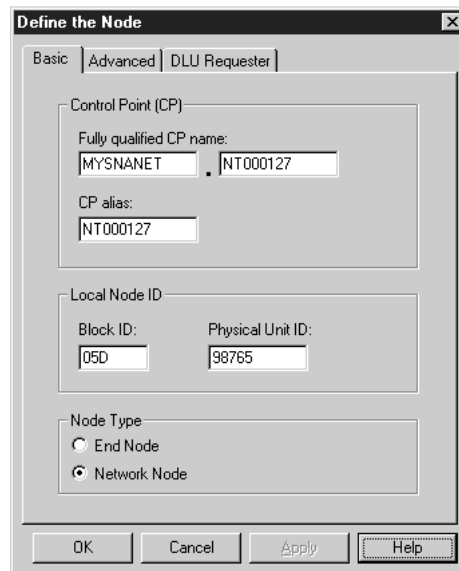 Define the Node
Basic Advanced DLU Requester
Control Point (CP)
Fully qualified CP name:
MYSNANET . NT000127
CP alias:
NT000127
Local Node ID
Block ID: Physical Unit ID:
05D 98765
Node Type
End Node
Network Node
OK Cancel Apply Help